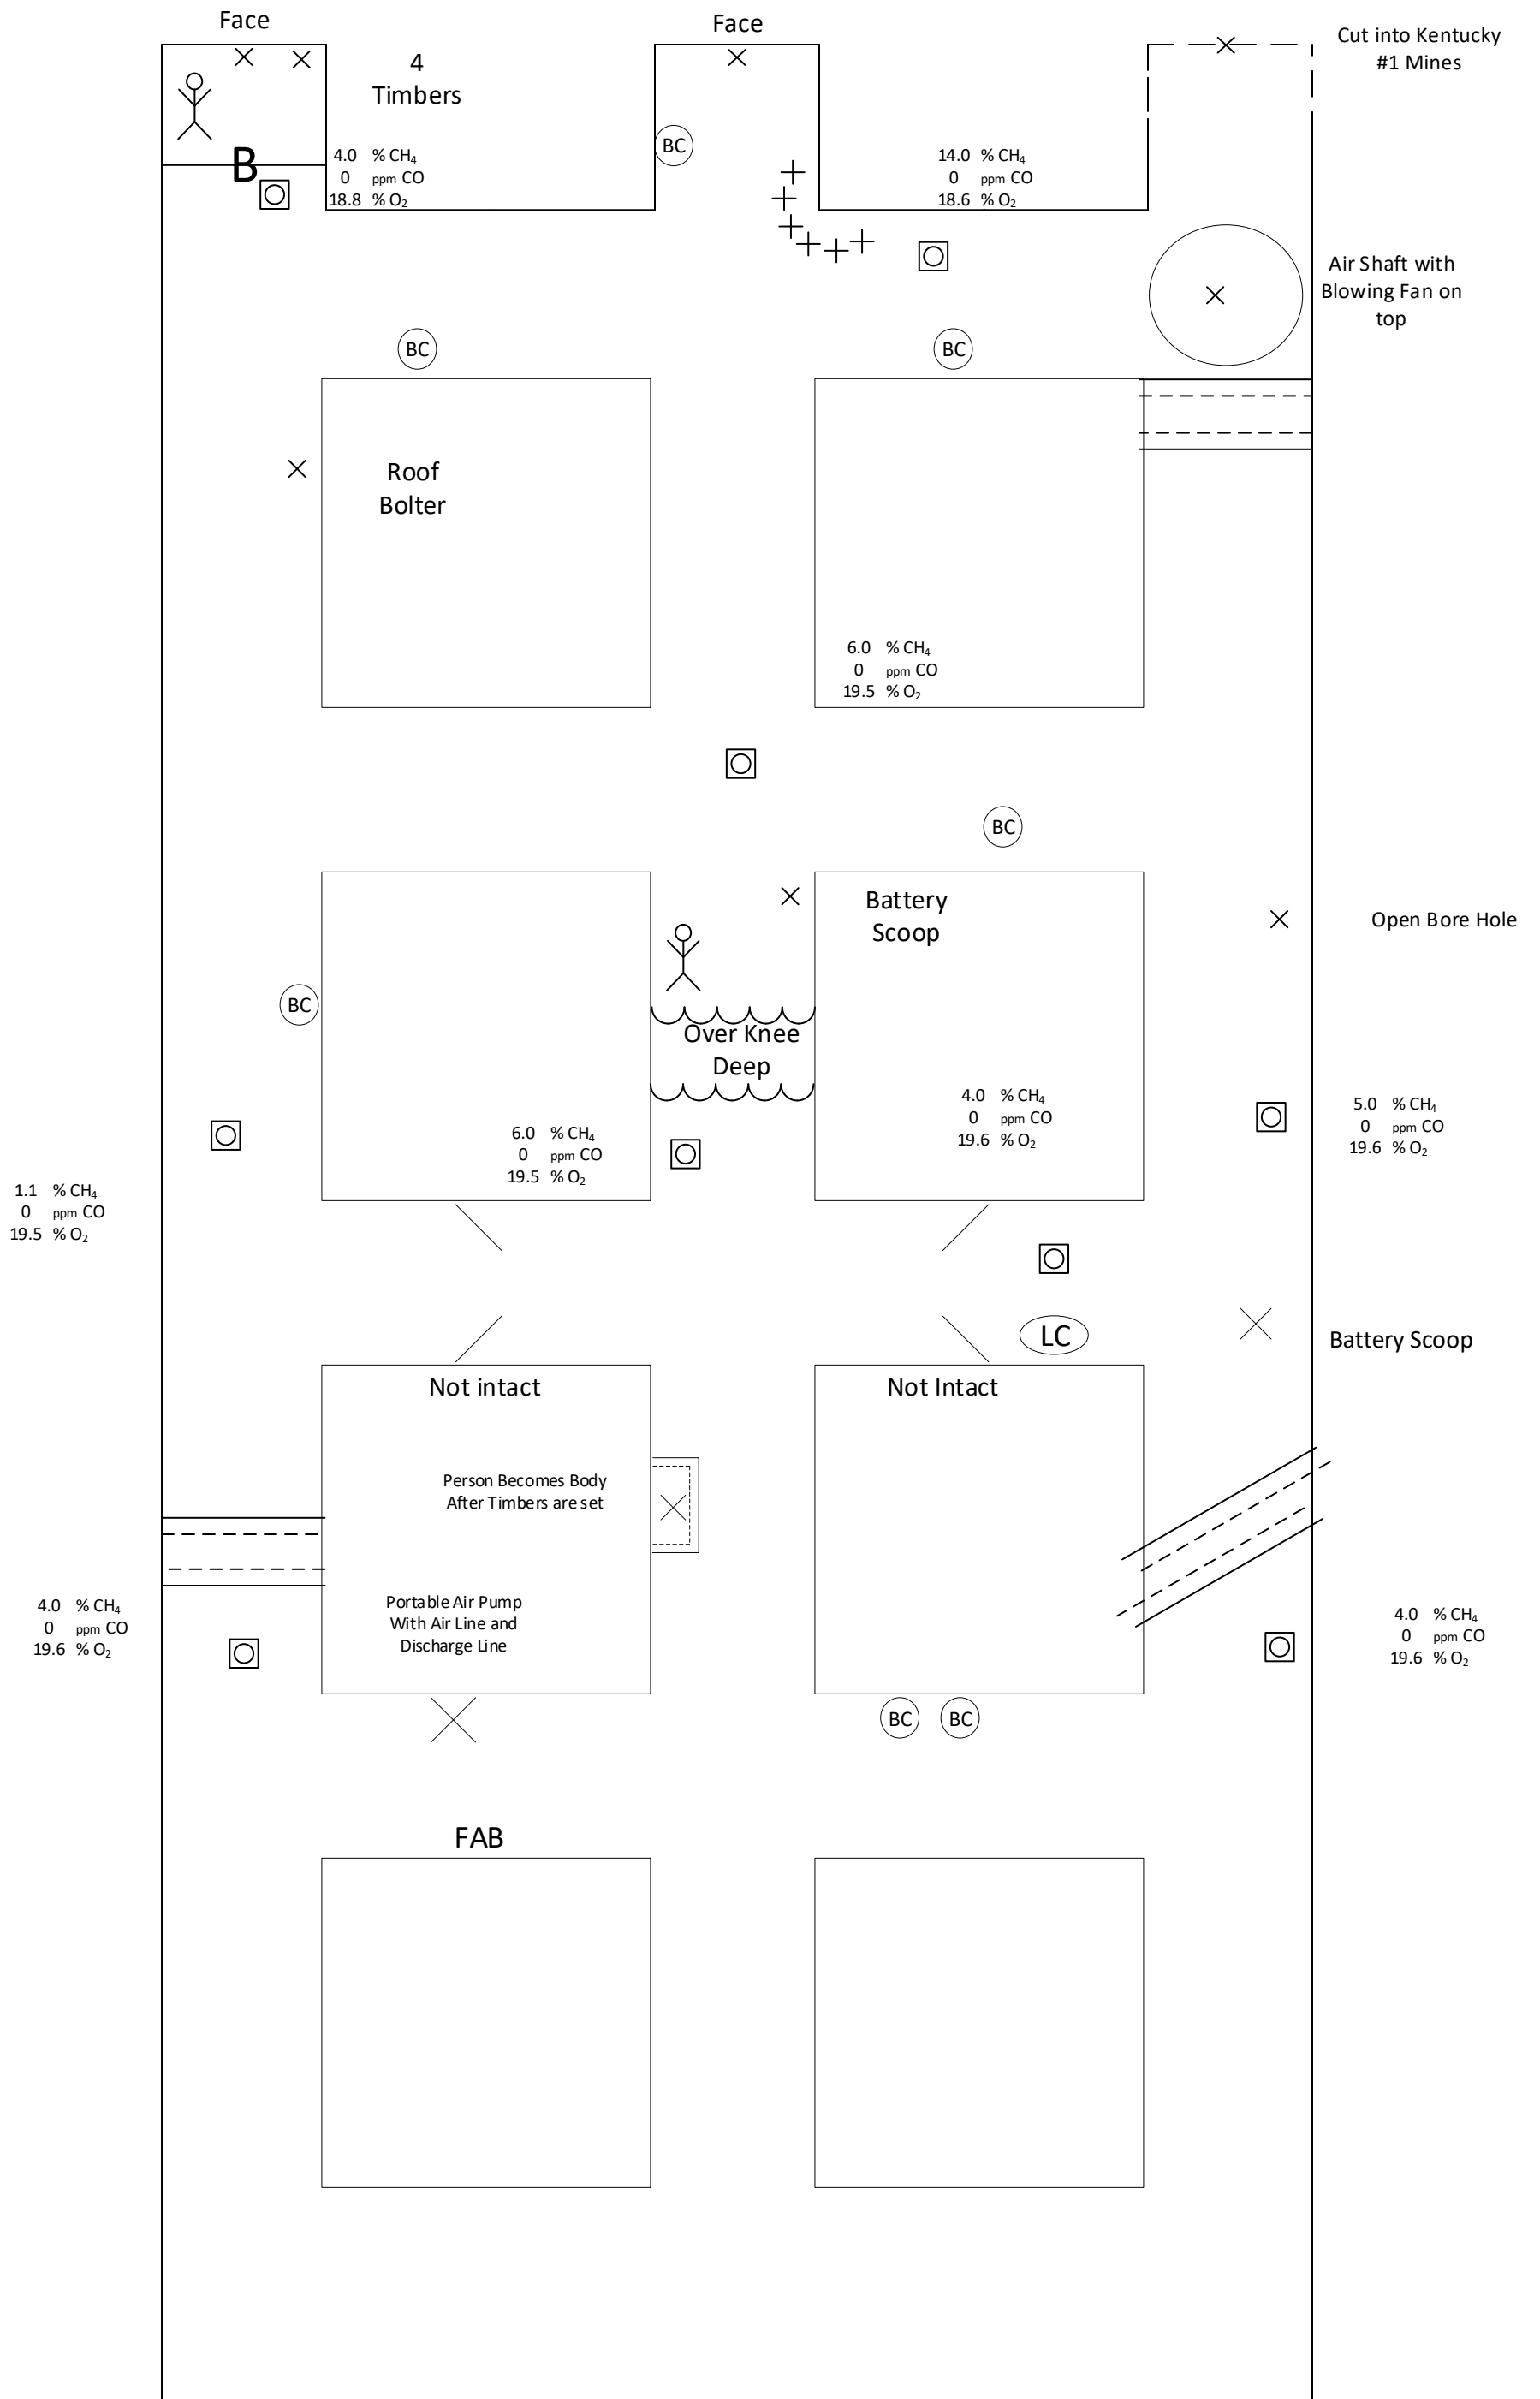 Face
Face
Cut into Kentucky
#1 Mines
4
Timbers
BC
B
4.0 % CH₄
0 ppm CO
18.8 % O₂
14.0 % CH₄
0 ppm CO
18.6 % O₂
Air Shaft with
Blowing Fan on
top
BC
BC
Roof
Bolter
6.0 % CH₄
0 ppm CO
19.5 % O₂
BC
Battery
Scoop
Open Bore Hole
BC
Over Knee
Deep
4.0 % CH₄
0 ppm CO
19.6 % O₂
5.0 % CH₄
0 ppm CO
19.6 % O₂
6.0 % CH₄
0 ppm CO
19.5 % O₂
1.1 % CH₄
0 ppm CO
19.5 % O₂
LC
Battery Scoop
Not intact
Not Intact
Person Becomes Body
After Timbers are set
Portable Air Pump
With Air Line and
Discharge Line
4.0 % CH₄
0 ppm CO
19.6 % O₂
4.0 % CH₄
0 ppm CO
19.6 % O₂
BC
BC
FAB